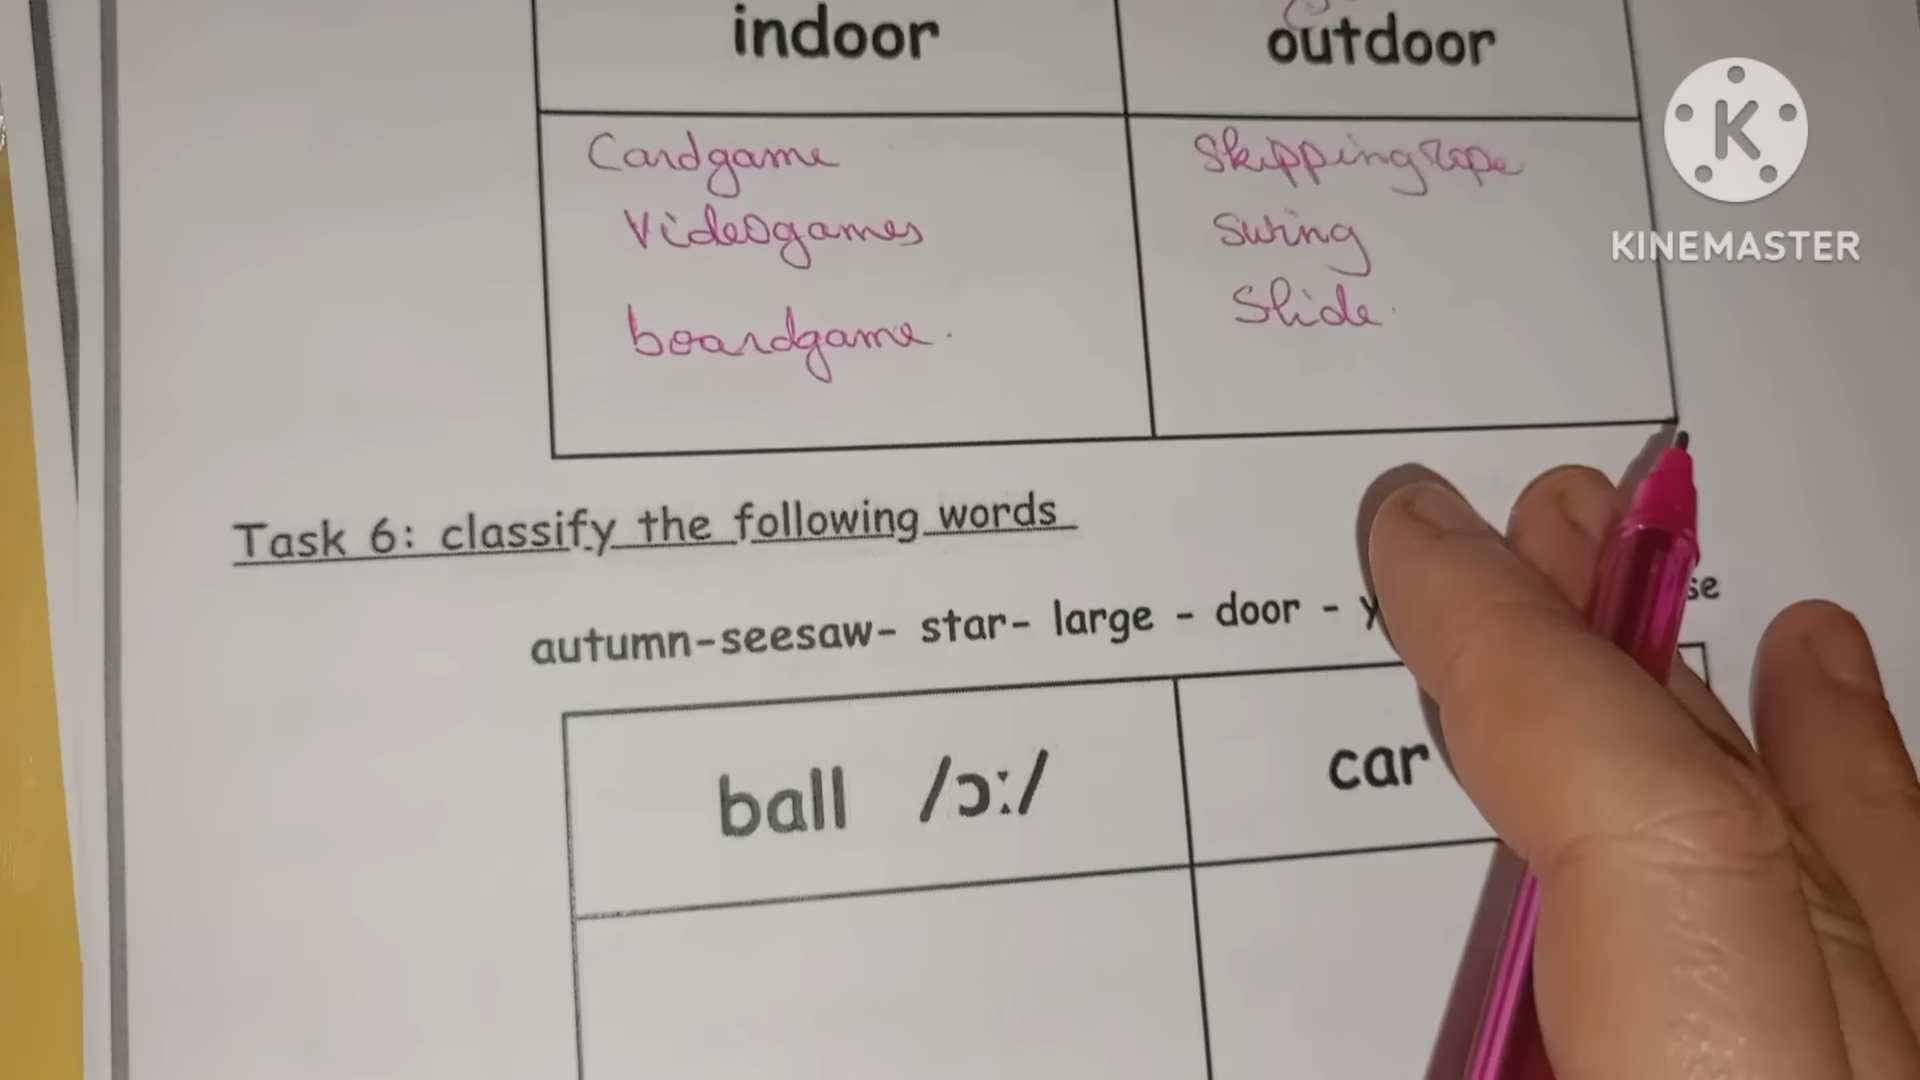 indoor outdoor
Cardgame Skippingrope
Videogames Swing
boardgame. Slide.
Task 6: classify the following words
autumn-seesaw- star- large - door -
ball /ɔ:/ car
K
KINEMASTER